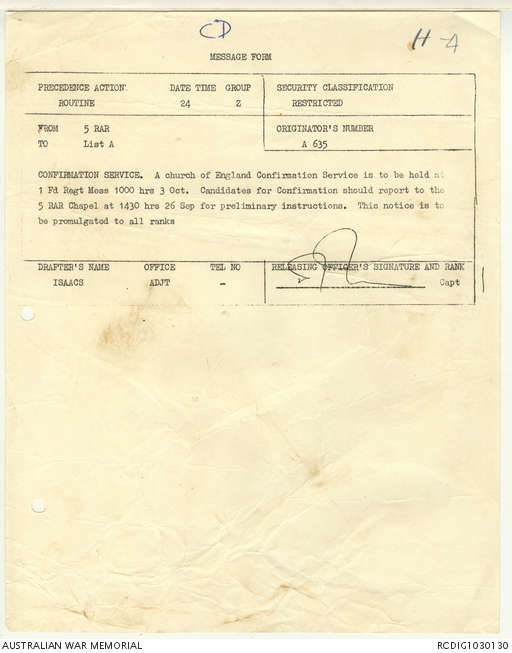 CD
H-4
MESSAGE FORM
PRECEDENCE ACTION DATE TIME GROUP SECURITY CLASSIFICATION
ROUTINE 24 Z RESTRICTED
FROM 5 RAR ORIGINATOR'S NUMBER
TO List A A 635
CONFIRMATION SERVICE. A church of England Confirmation Service is to be held at
1 Fd Regt Mess 1000 hrs 3 Oct. Candidates for Confirmation should report to the
5 RAR Chapel at 1430 hrs 26 Sep for preliminary instructions. This notice is to
be promulgated to all ranks
DRAFTER'S NAME OFFICE TEL NO RELEASING OFFICER'S SIGNATURE AND RANK
ISAACS ADJT - Capt
AUSTRALIAN WAR MEMORIAL RCDIG1030130